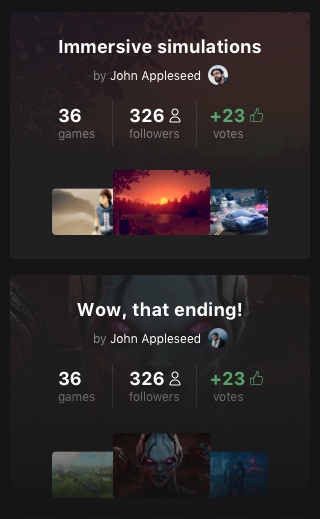 Immersive simulations
by John Appleseed
36 326 +23
games followers votes
Wow, that ending!
by John Appleseed
36 326 +23
games followers votes